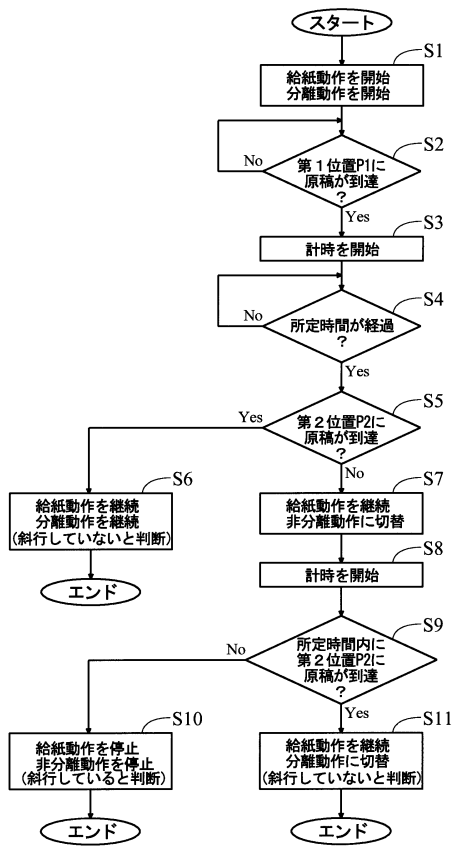 スタート
S1
給紙動作を開始
分離動作を開始
S2
第1位置P1に
原稿が到達
?
No
Yes
S3
計時を開始
S4
所定時間が経過
?
No
Yes
S5
第2位置P2に
原稿が到達
?
Yes
No
S6
給紙動作を継続
分離動作を継続
(斜行していないと判断)
エンド
S7
給紙動作を継続
非分離動作に切替
S8
計時を開始
S9
所定時間内に
第2位置P2に
原稿が到達
?
No
Yes
S10
給紙動作を停止
非分離動作を停止
(斜行していると判断)
エンド
S11
給紙動作を継続
分離動作に切替
(斜行していないと判断)
エンド